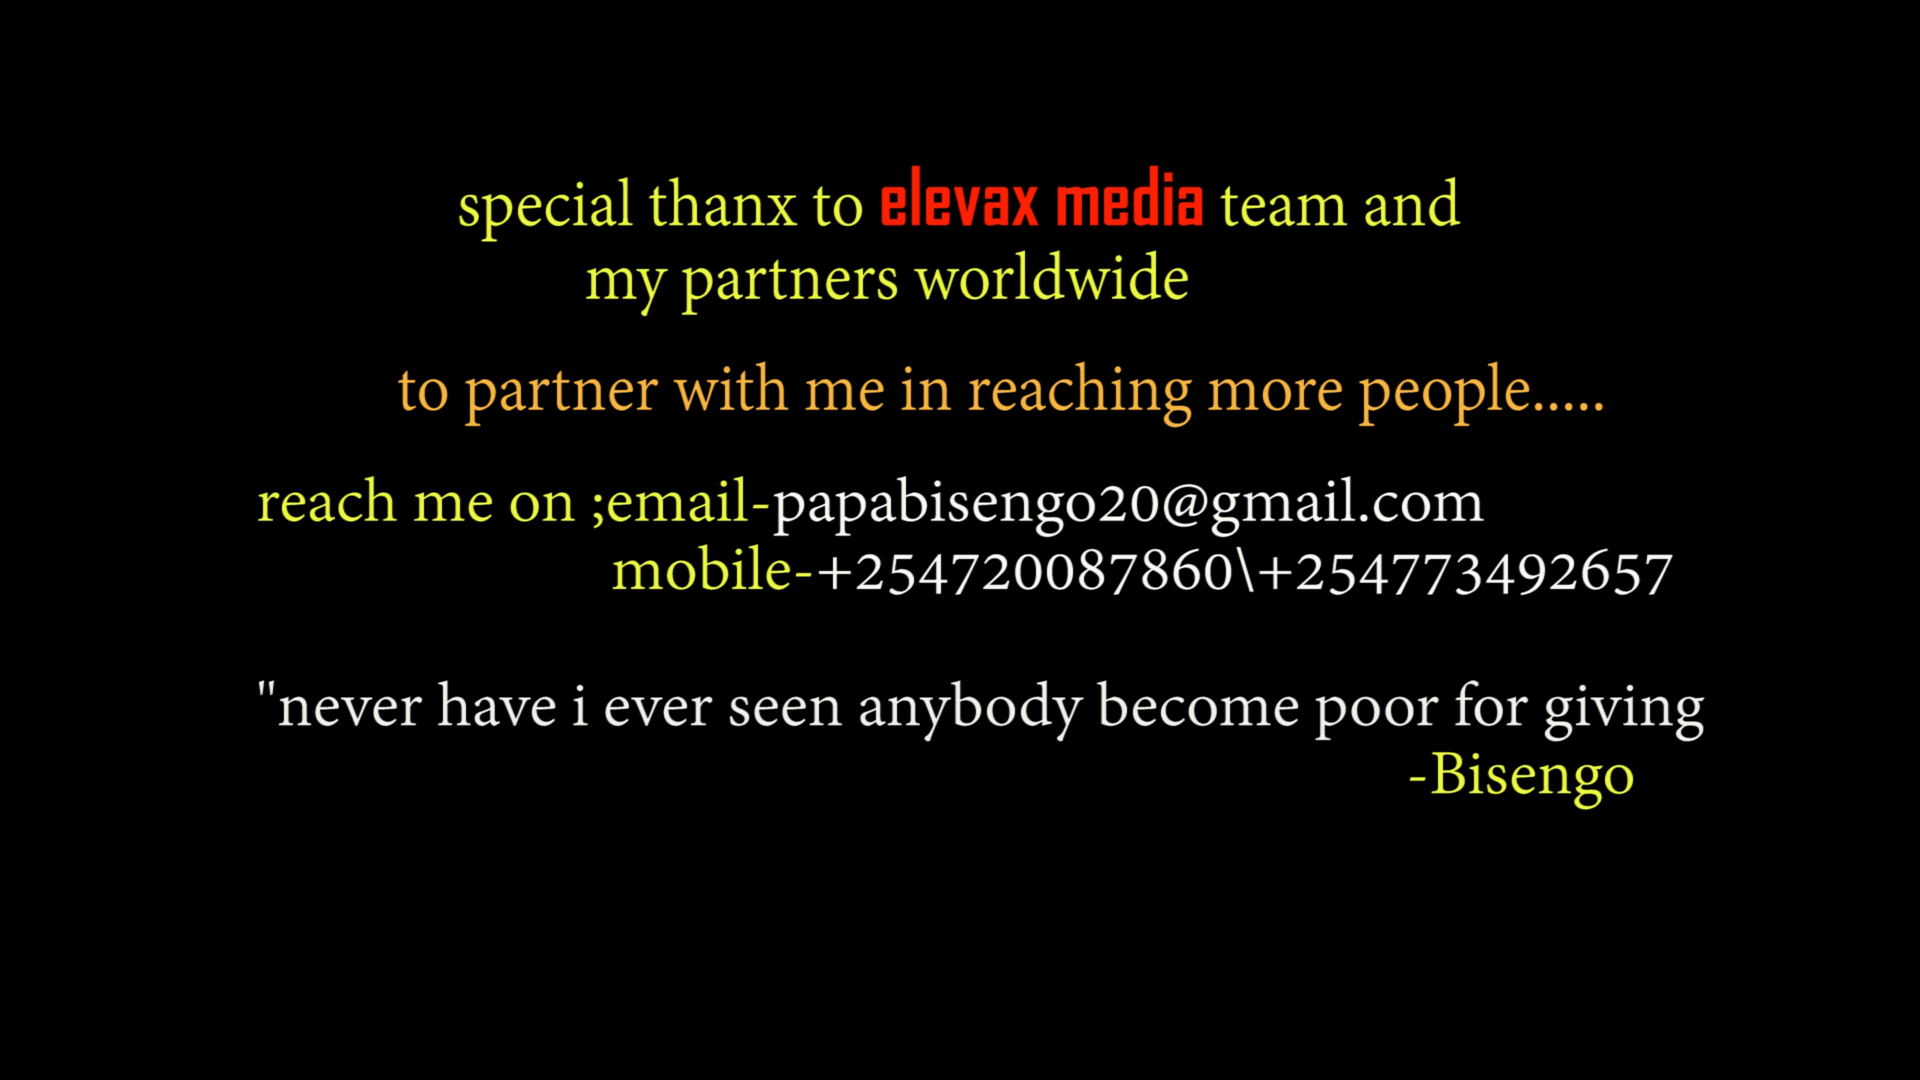 special thanx to elevax media team and
my partners worldwide
to partner with me in reaching more people.....
reach me on ;email-papabisengo20@gmail.com
mobile-+254720087860\+254773492657
"never have i ever seen anybody become poor for giving
-Bisengo